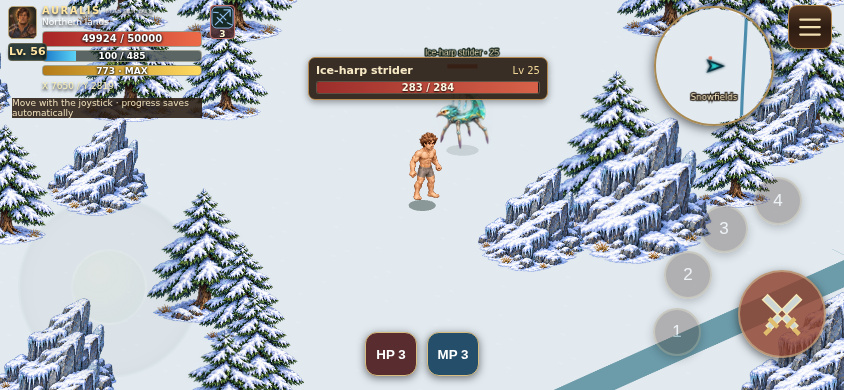 AURALIS
Northern lands
49924 / 50000
3
Lv. 56
100 / 485
773 · MAX
Move with the joystick · progress saves
automatically
Ice-harp strider · 25
Ice-harp strider Lv 25
283 / 284
Snowfields
4
3
2
1
HP 3
MP 3